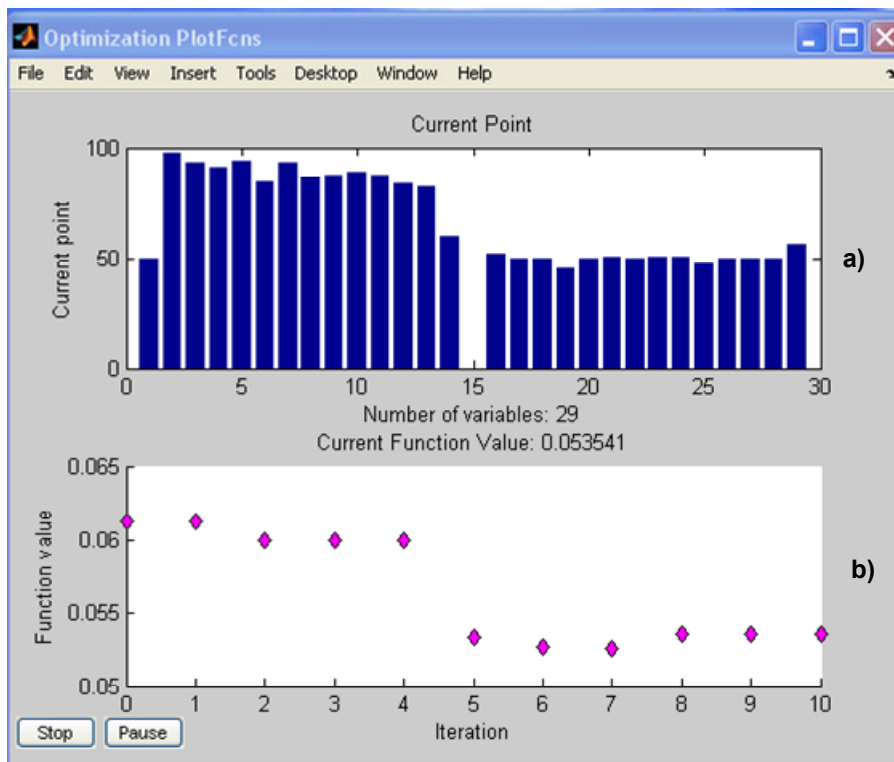 Optimization PlotFcns
File Edit View Insert Tools Desktop Window Help
Current Point
100
50
0
Current point
0 5 10 15 20 25 30
Number of variables: 29
a)
Current Function Value: 0.053541
0.065
0.06
0.055
0.05
Function value
0 1 2 3 4 5 6 7 8 9 10
Iteration
b)
Stop Pause